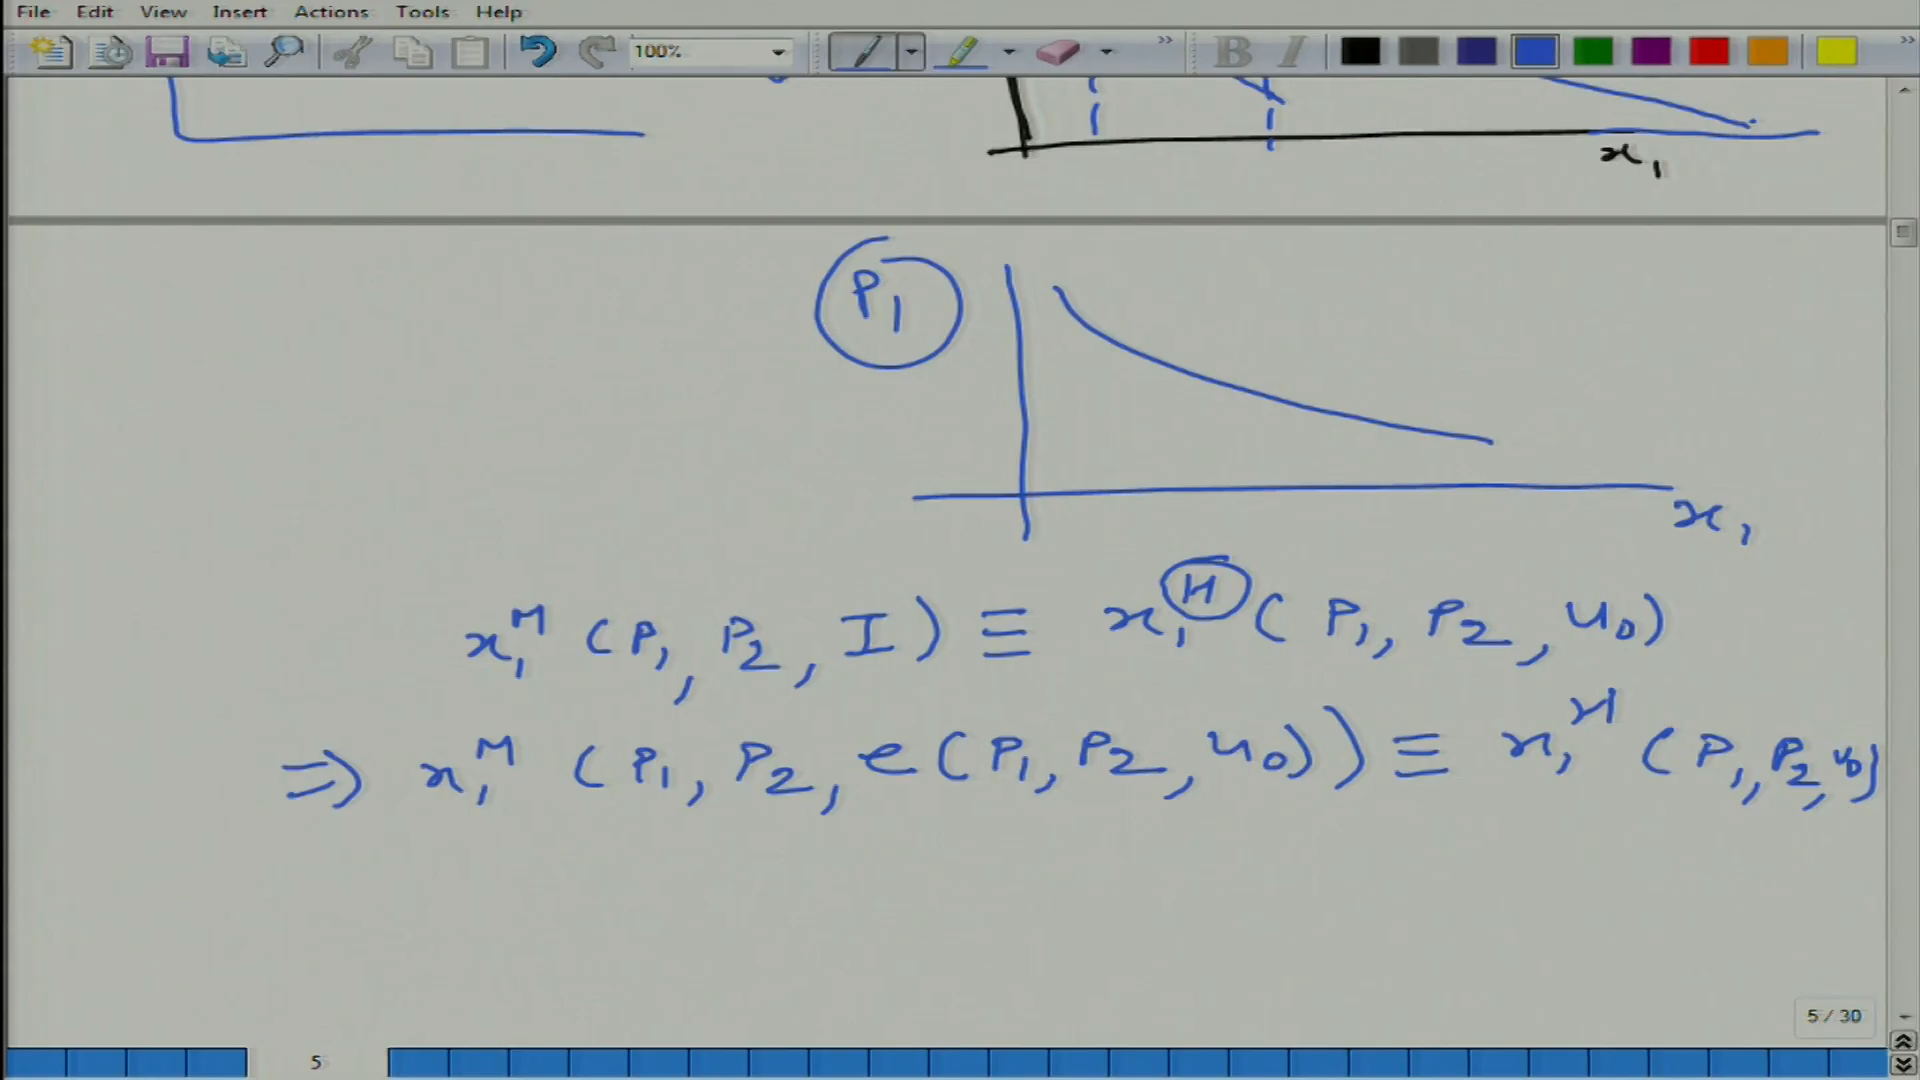 File Edit View Insert Actions Tools Help
100% B I
x₁
P₁
x₁
x₁ᴹ (P₁, P₂, I) ≡ x₁ᴴ (P₁, P₂, u₀)
⇒ x₁ᴹ (P₁, P₂, e(P₁, P₂, u₀)) ≡ x₁ᴴ (P₁, P₂, u₀)
5 / 30
5